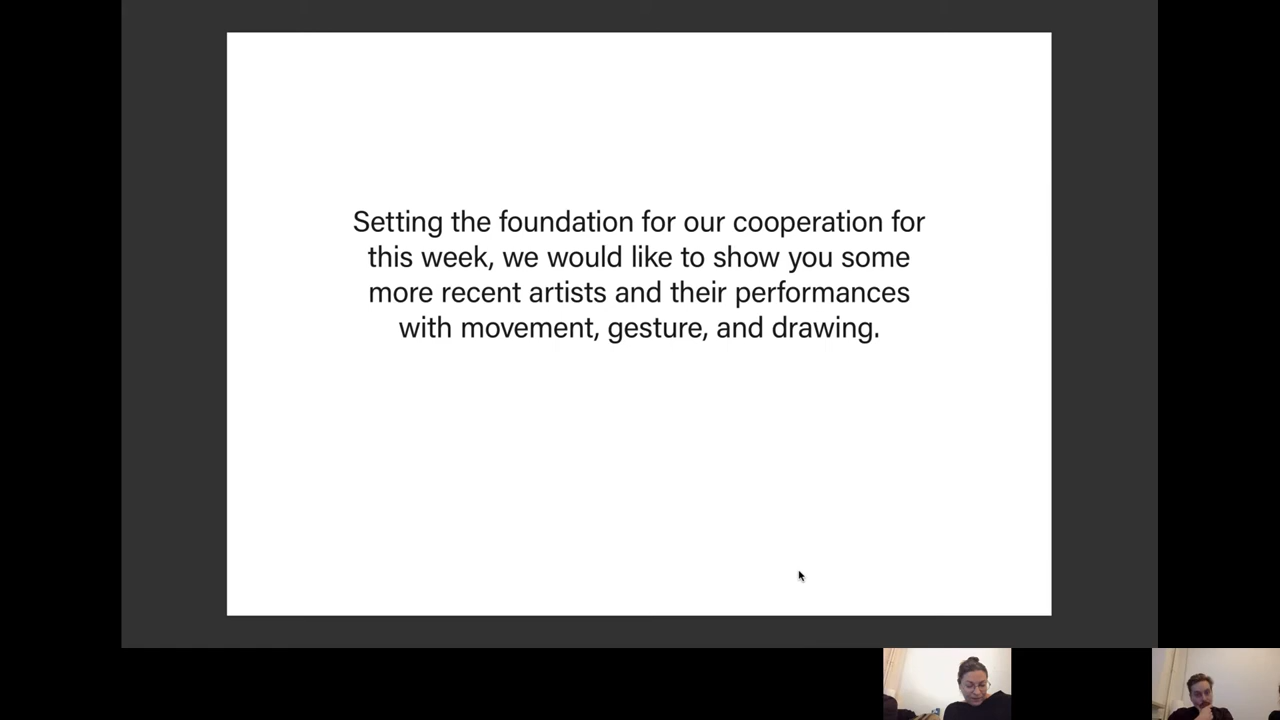 Setting the foundation for our cooperation for
this week, we would like to show you some
more recent artists and their performances
with movement, gesture, and drawing.